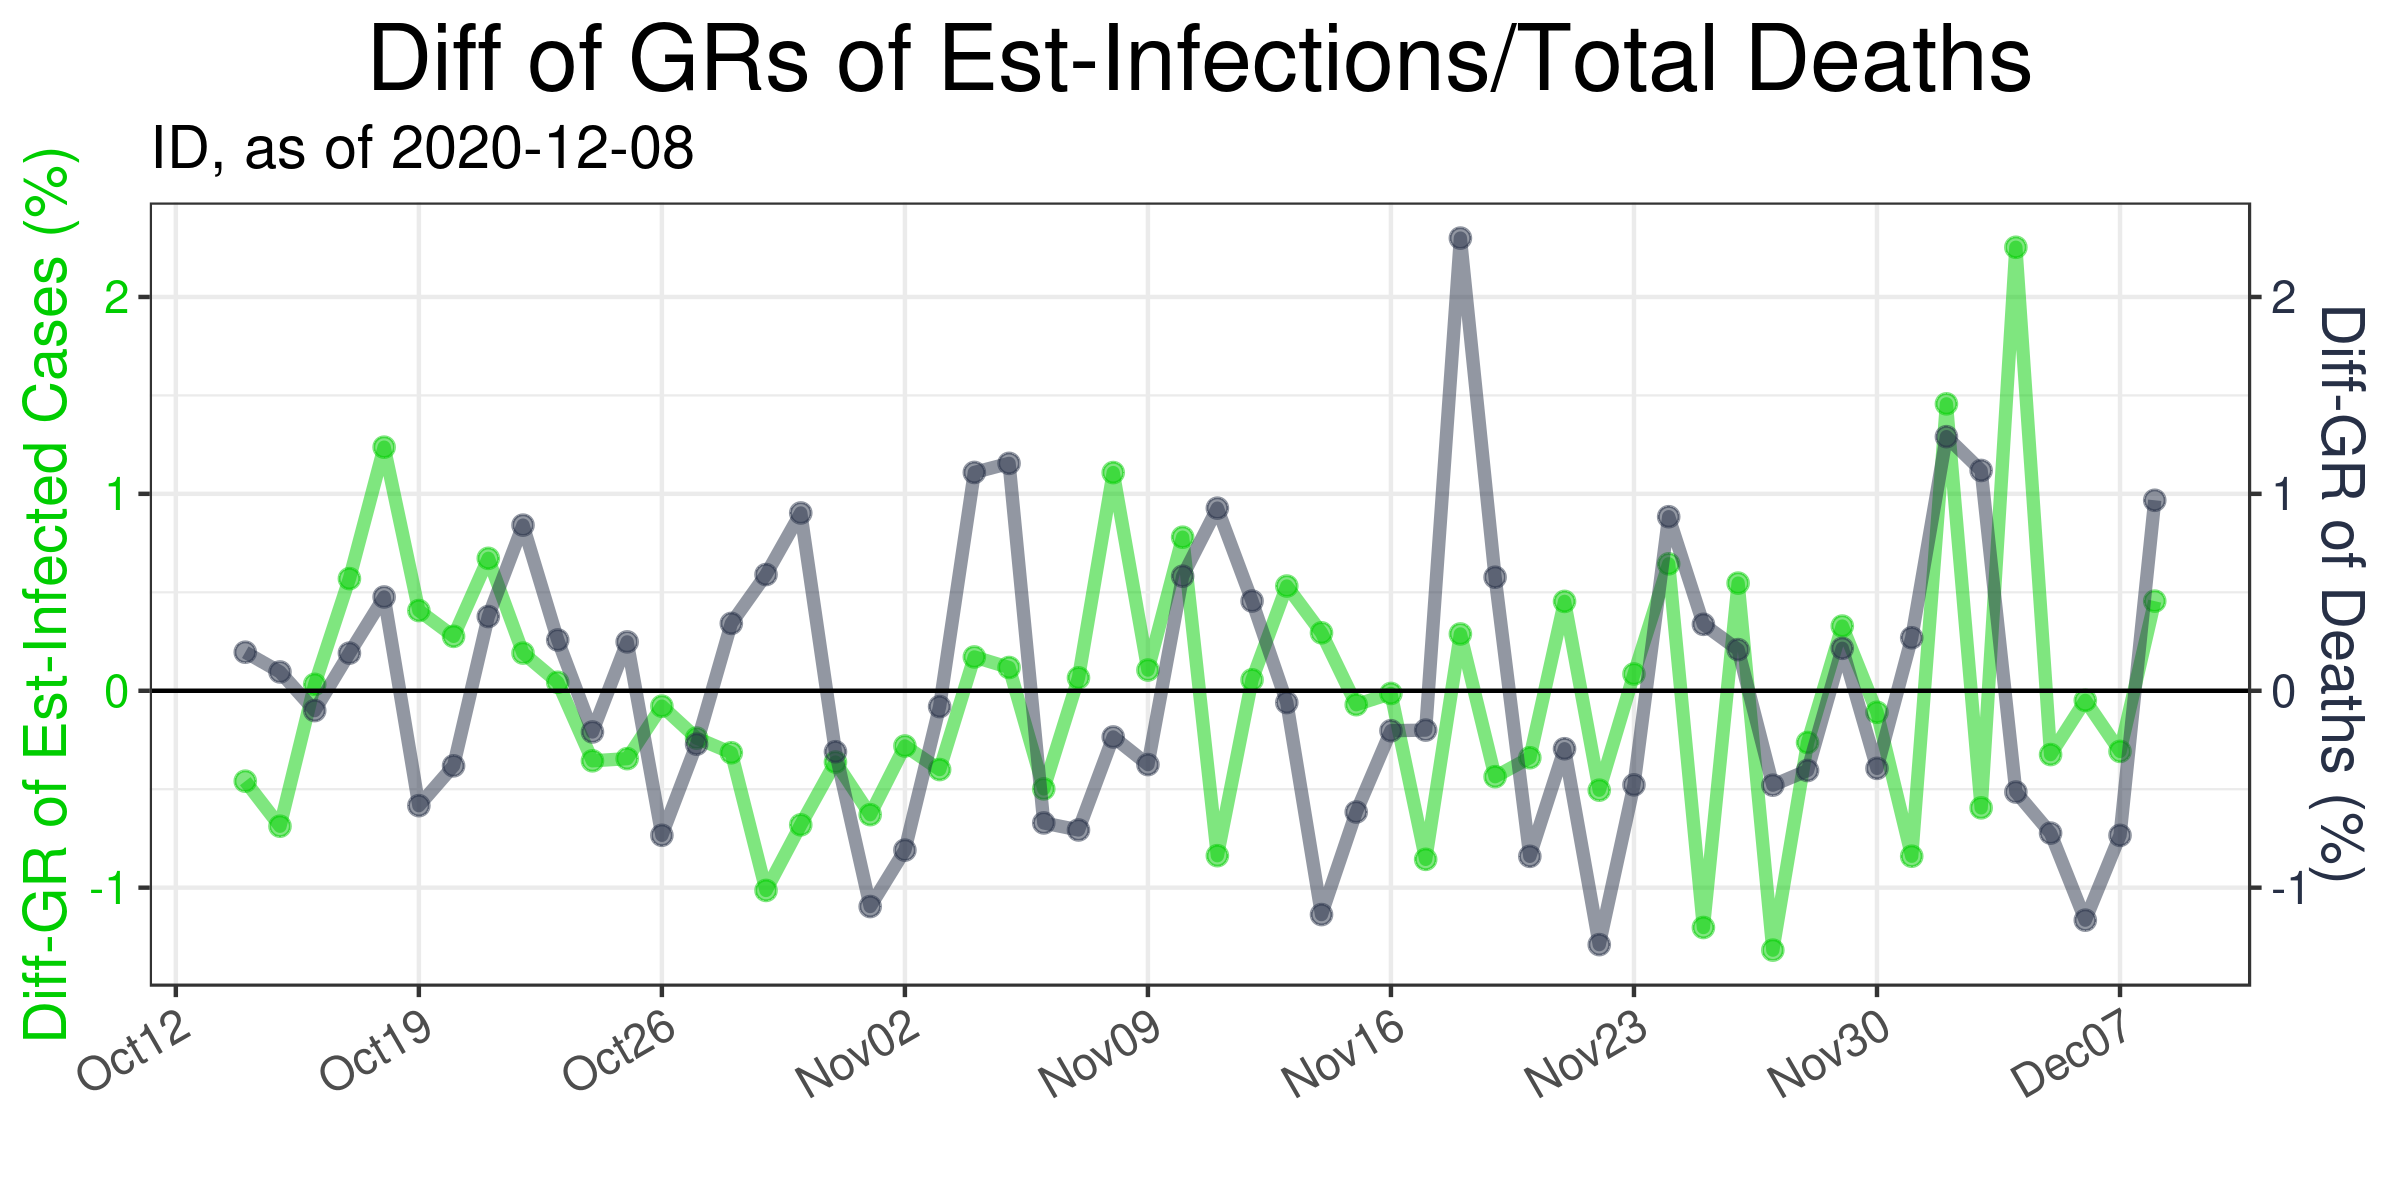 Diff of GRs of Est-Infections/Total Deaths
ID, as of 2020-12-08
Diff-GR of Est-Infected Cases (%)
2
1
0
-1
2
1
0
-1
Diff-GR of Deaths (%)
Oct12
Oct19
Oct26
Nov02
Nov09
Nov16
Nov23
Nov30
Dec07